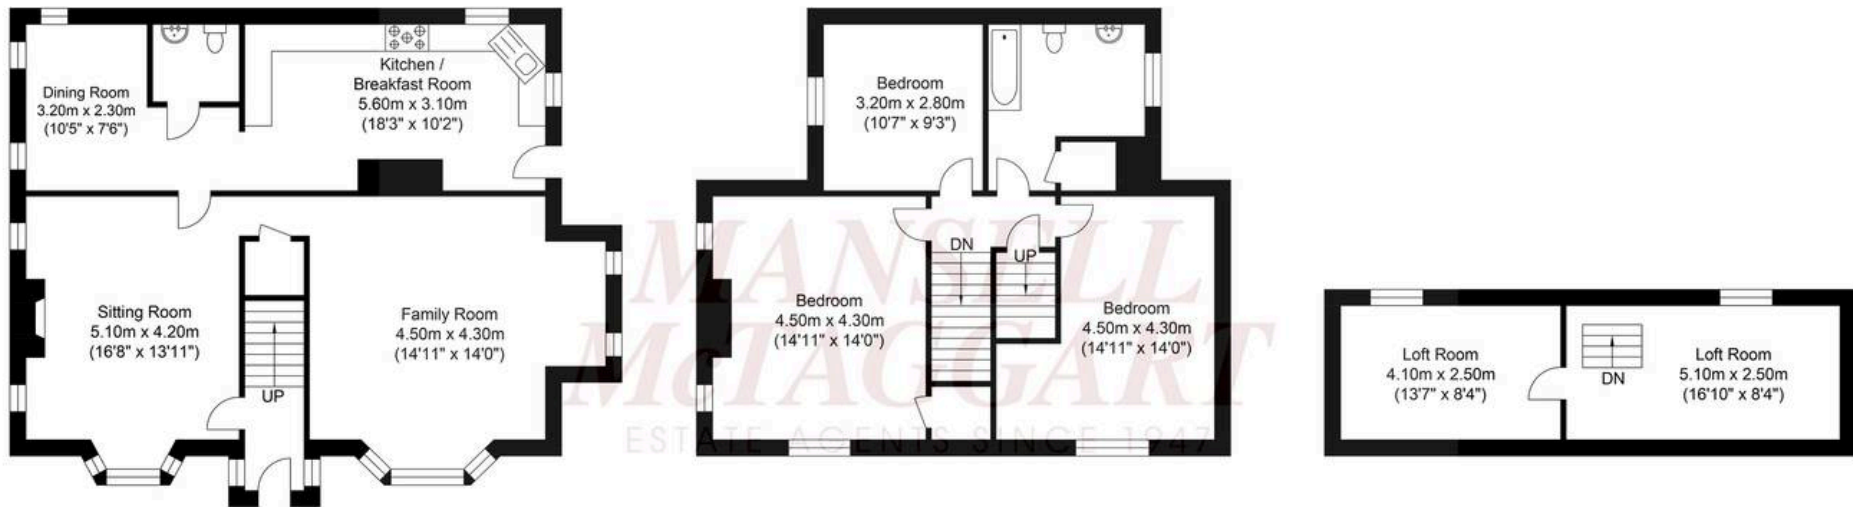 Dining Room
3.20m x 2.30m
(10'5" x 7'6")
Kitchen /
Breakfast Room
5.60m x 3.10m
(18'3" x 10'2")
Sitting Room
5.10m x 4.20m
(16'8" x 13'11")
UP
Family Room
4.50m x 4.30m
(14'11" x 14'0")
Bedroom
3.20m x 2.80m
(10'7" x 9'3")
DN
UP
Bedroom
4.50m x 4.30m
(14'11" x 14'0")
Bedroom
4.50m x 4.30m
(14'11" x 14'0")
MANSELL
McTAGGART
ESTATE AGENTS SINCE 1947
Loft Room
4.10m x 2.50m
(13'7" x 8'4")
DN
Loft Room
5.10m x 2.50m
(16'10" x 8'4")